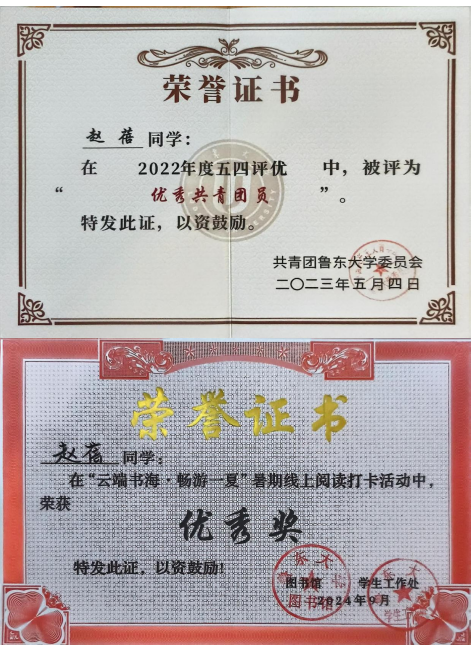 荣誉证书
赵蓓同学：
在 2022年度五四评优 中，被评为
“ 优秀共青团员 ”。
特发此证，以资鼓励。
共青团鲁东大学委员会
二〇二三年五月四日
荣誉证书
赵蓓同学：
在“云端书海·畅游一夏”暑期线上阅读打卡活动中，
荣获
优秀奖
特发此证，以资鼓励!
图书馆 学生工作处
图书馆
2024年9月